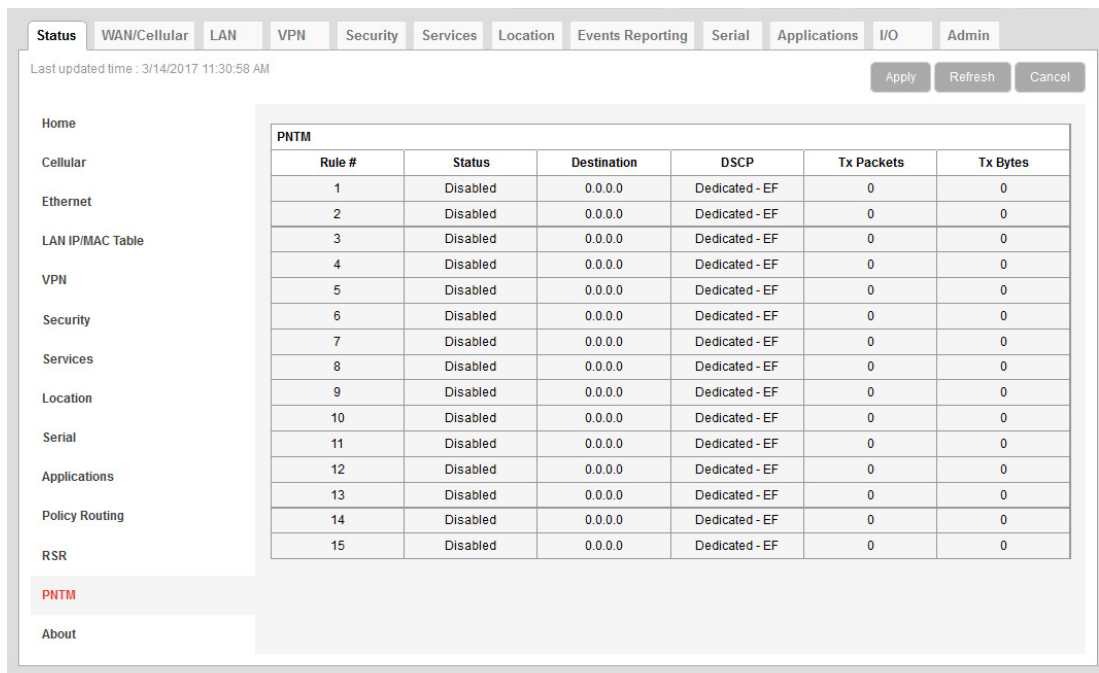 Status WAN/Cellular LAN VPN Security Services Location Events Reporting Serial Applications I/O Admin
Last updated time : 3/14/2017 11:30:58 AM
Apply Refresh Cancel
Home
Cellular
Ethernet
LAN IP/MAC Table
VPN
Security
Services
Location
Serial
Applications
Policy Routing
RSR
PNTM
About
PNTM
Rule # Status Destination DSCP Tx Packets Tx Bytes
1 Disabled 0.0.0.0 Dedicated - EF 0 0
2 Disabled 0.0.0.0 Dedicated - EF 0 0
3 Disabled 0.0.0.0 Dedicated - EF 0 0
4 Disabled 0.0.0.0 Dedicated - EF 0 0
5 Disabled 0.0.0.0 Dedicated - EF 0 0
6 Disabled 0.0.0.0 Dedicated - EF 0 0
7 Disabled 0.0.0.0 Dedicated - EF 0 0
8 Disabled 0.0.0.0 Dedicated - EF 0 0
9 Disabled 0.0.0.0 Dedicated - EF 0 0
10 Disabled 0.0.0.0 Dedicated - EF 0 0
11 Disabled 0.0.0.0 Dedicated - EF 0 0
12 Disabled 0.0.0.0 Dedicated - EF 0 0
13 Disabled 0.0.0.0 Dedicated - EF 0 0
14 Disabled 0.0.0.0 Dedicated - EF 0 0
15 Disabled 0.0.0.0 Dedicated - EF 0 0